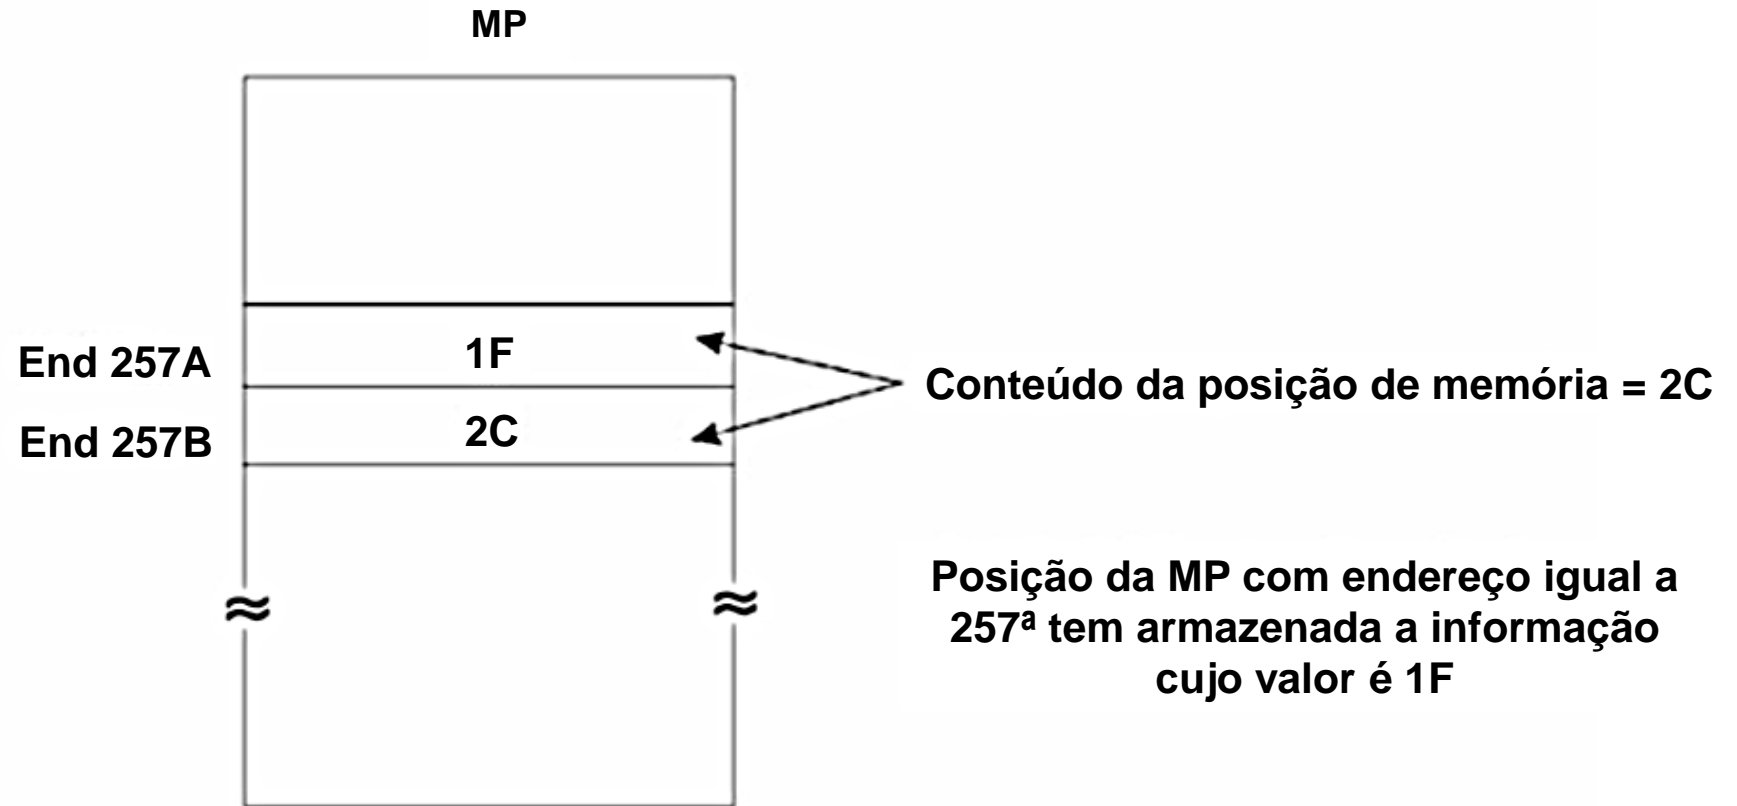 MP
End 257A
1F
End 257B
2C
Conteúdo da posição de memória = 2C
Posição da MP com endereço igual a
257ª tem armazenada a informação
cujo valor é 1F